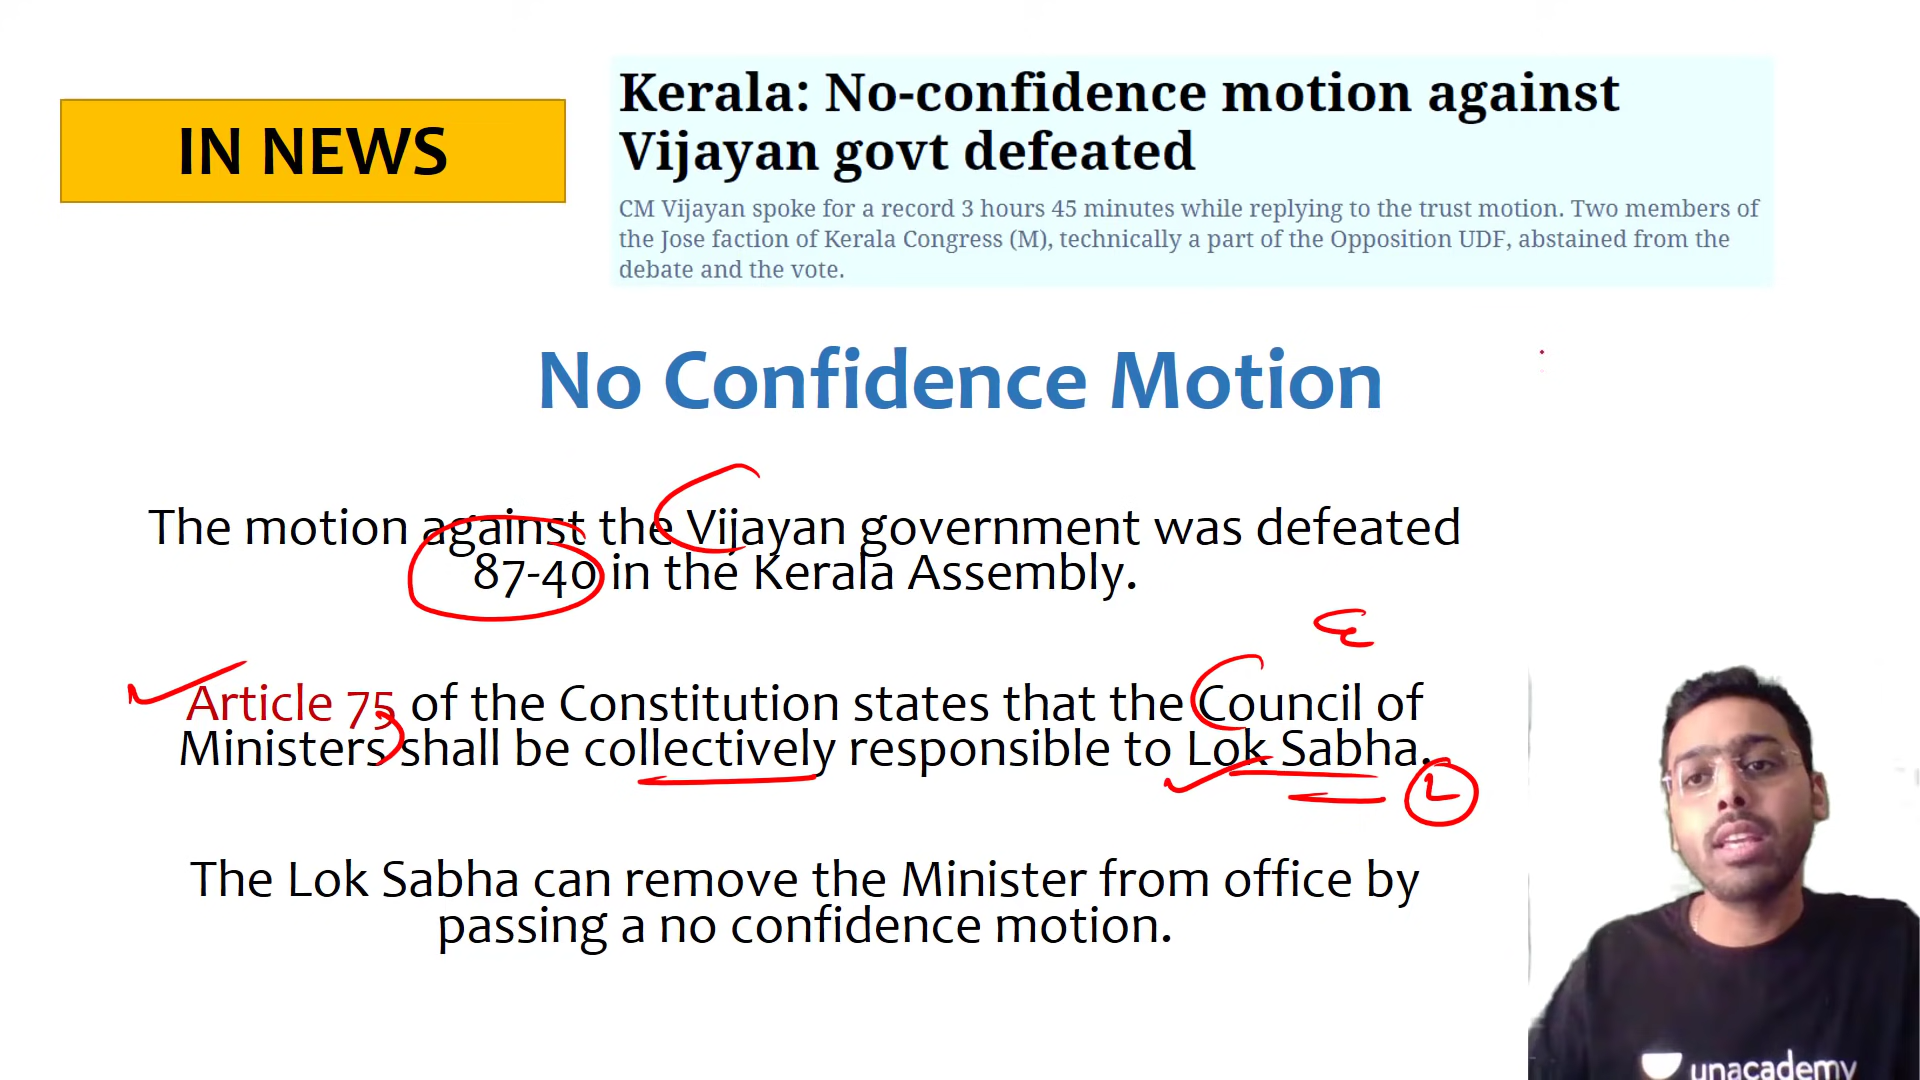 IN NEWS
Kerala: No-confidence motion against
Vijayan govt defeated
CM Vijayan spoke for a record 3 hours 45 minutes while replying to the trust motion. Two members of
the Jose faction of Kerala Congress (M), technically a part of the Opposition UDF, abstained from the
debate and the vote.
No Confidence Motion
The motion against the Vijayan government was defeated
87-40 in the Kerala Assembly.
Article 75 of the Constitution states that the Council of
Ministers shall be collectively responsible to Lok Sabha.
L
The Lok Sabha can remove the Minister from office by
passing a no confidence motion.
unacademy